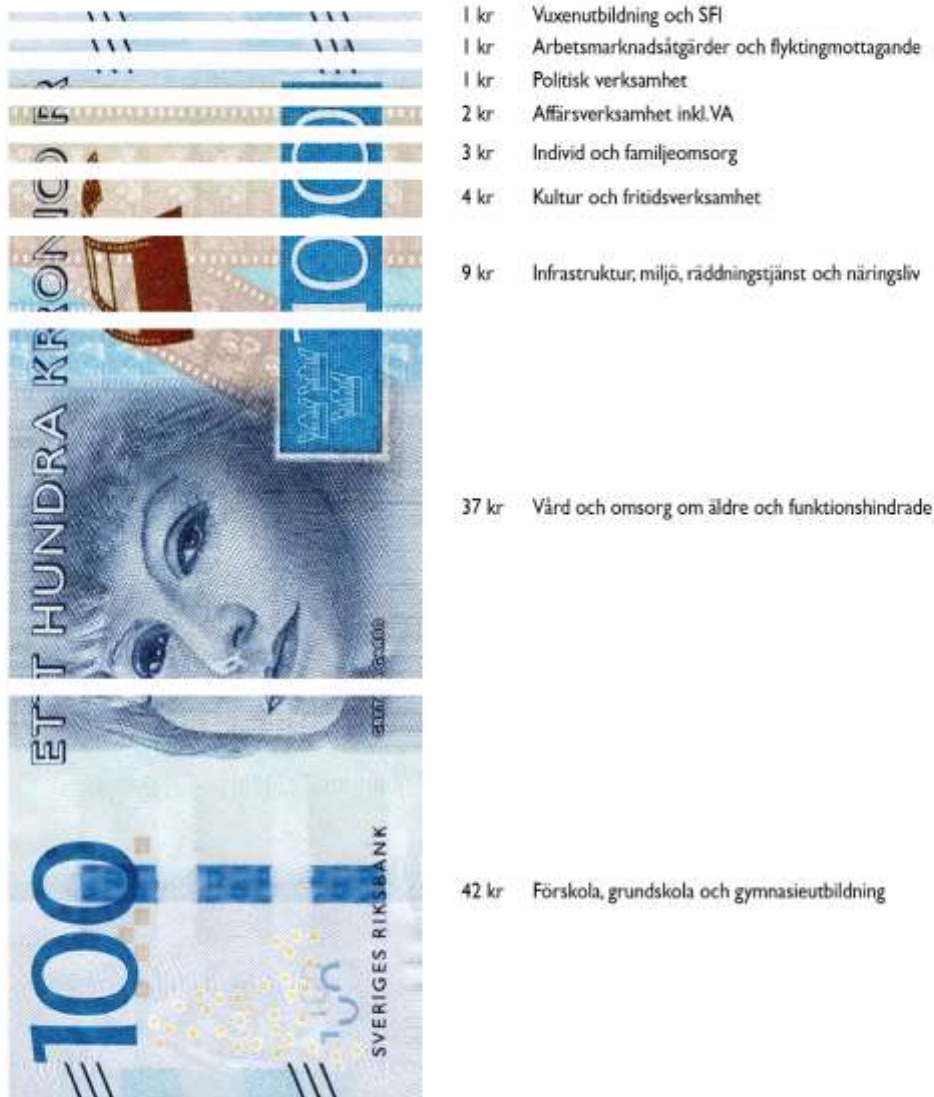 1 kr Vuxenutbildning och SFI
1 kr Arbetsmarknadsåtgärder och flyktingmottagande
1 kr Politisk verksamhet
2 kr Affärsverksamhet inkl. VA
3 kr Individ och familjeomsorg
4 kr Kultur och fritidsverksamhet
9 kr Infrastruktur, miljö, räddningstjänst och näringsliv
37 kr Vård och omsorg om äldre och funktionshindrade
42 kr Förskola, grundskola och gymnasieutbildning
ETT HUNDRA KRONOR
100
100
SVERIGES RIKSBANK